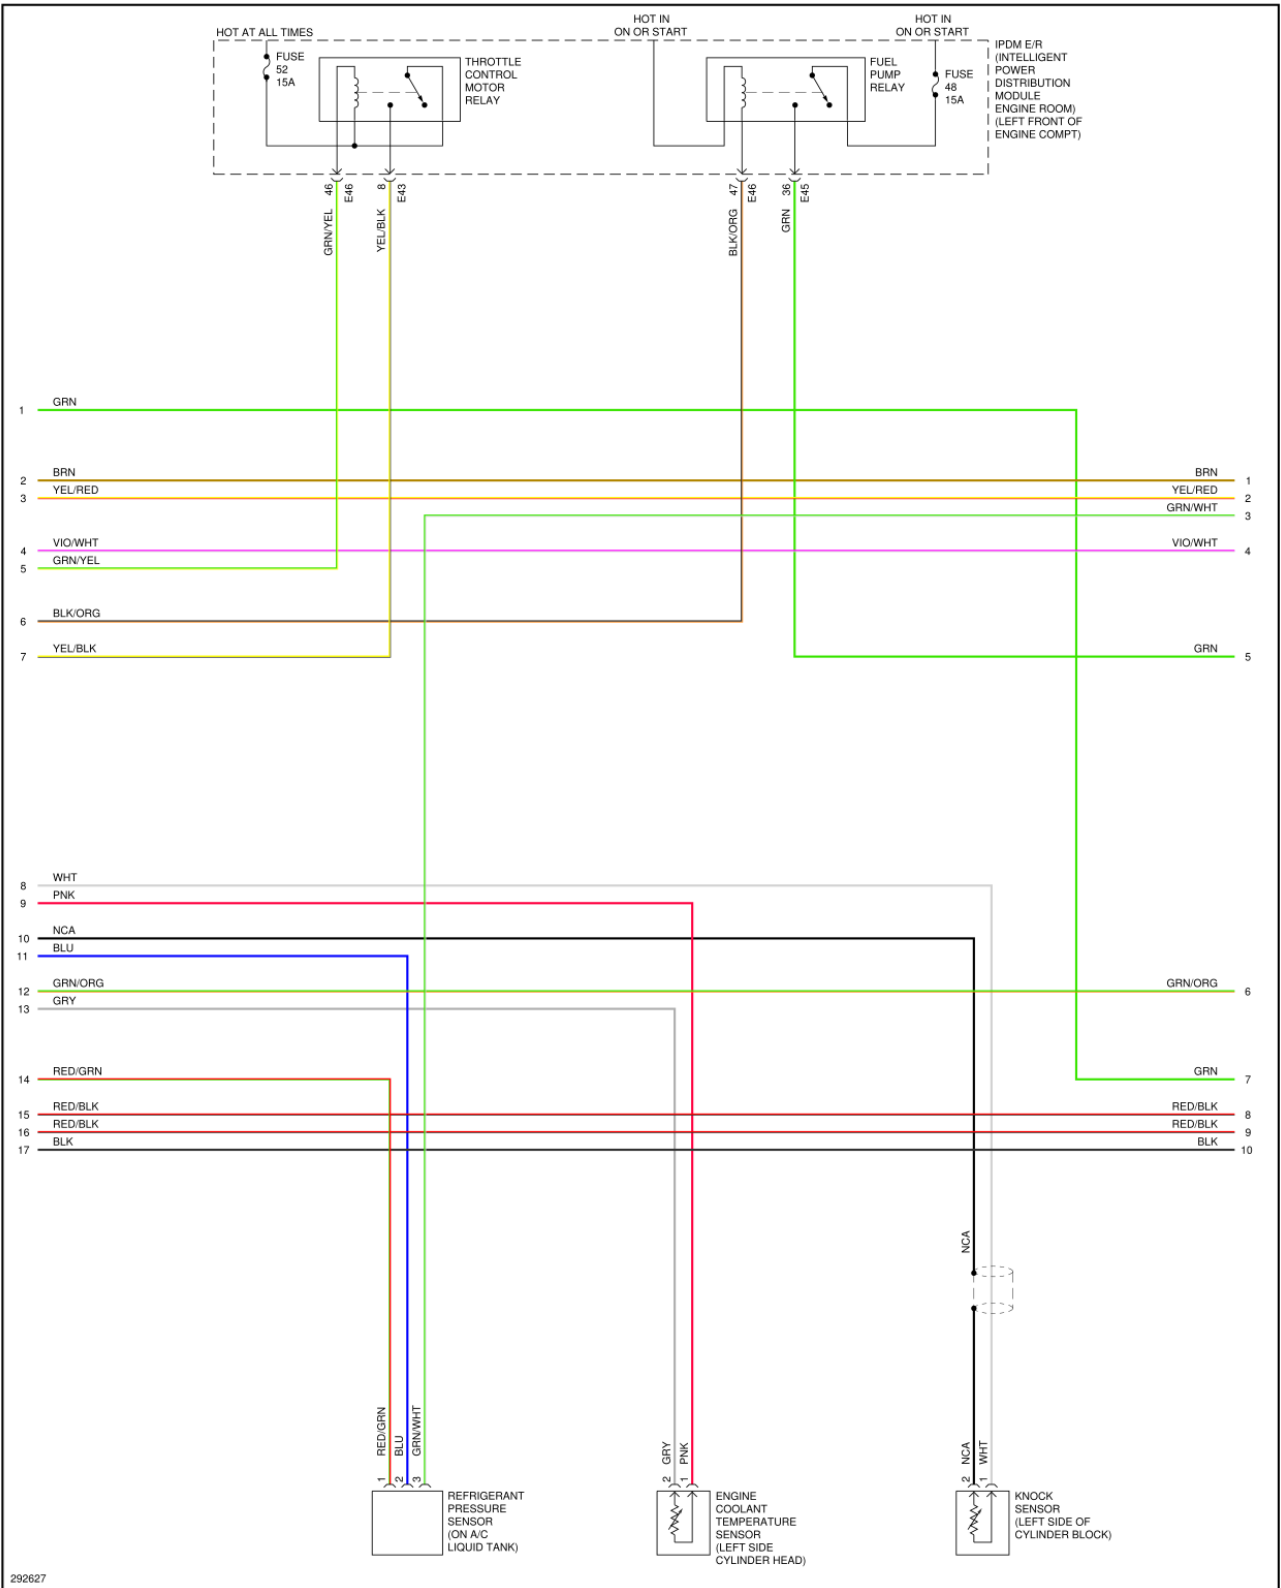 HOT AT ALL TIMES
HOT IN
ON OR START
HOT IN
ON OR START
FUSE
52
15A
THROTTLE
CONTROL
MOTOR
RELAY
FUEL
PUMP
RELAY
FUSE
48
15A
IPDM E/R
(INTELLIGENT
POWER
DISTRIBUTION
MODULE
ENGINE ROOM)
(LEFT FRONT OF
ENGINE COMPT)
46
E46
8
E43
47
E46
36
E45
GRN/YEL
YEL/BLK
BLK/ORG
GRN
1 GRN
2 BRN BRN 1
3 YEL/RED YEL/RED 2
GRN/WHT 3
4 VIO/WHT VIO/WHT 4
5 GRN/YEL
6 BLK/ORG
7 YEL/BLK GRN 5
8 WHT
9 PNK
10 NCA
11 BLU
12 GRN/ORG GRN/ORG 6
13 GRY
14 RED/GRN GRN 7
15 RED/BLK RED/BLK 8
16 RED/BLK RED/BLK 9
17 BLK BLK 10
NCA
RED/GRN
BLU
GRN/WHT
GRY
PNK
NCA
WHT
1
2
3
2
1
2
1
REFRIGERANT
PRESSURE
SENSOR
(ON A/C
LIQUID TANK)
ENGINE
COOLANT
TEMPERATURE
SENSOR
(LEFT SIDE
CYLINDER HEAD)
KNOCK
SENSOR
(LEFT SIDE OF
CYLINDER BLOCK)
292627